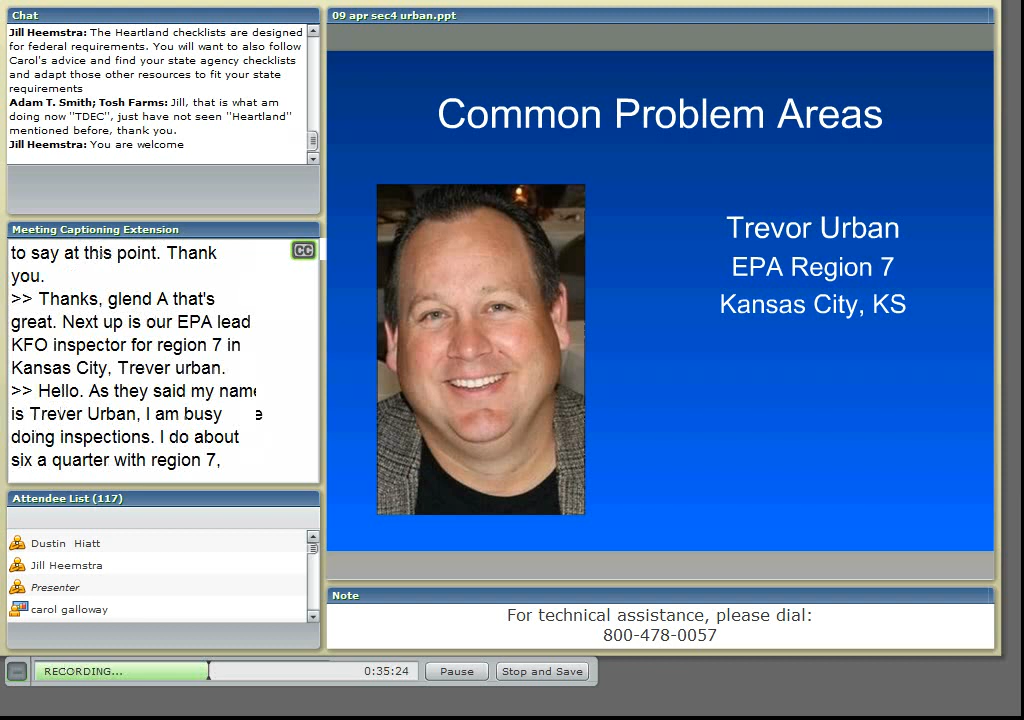 Chat
Jill Heemstra: The Heartland checklists are designed
for federal requirements. You will want to also follow
Carol's advice and find your state agency checklists
and adapt those other resources to fit your state
requirements
Adam T. Smith; Tosh Farms: Jill, that is what am
doing now "TDEC", just have not seen "Heartland"
mentioned before, thank you.
Jill Heemstra: You are welcome
Meeting Captioning Extension
CC
to say at this point. Thank
you.
>> Thanks, glend A that's
great. Next up is our EPA lead
KFO inspector for region 7 in
Kansas City, Trever urban.
>> Hello. As they said my name
is Trever Urban, I am busy
doing inspections. I do about
six a quarter with region 7,
Attendee List (117)
Dustin Hiatt
Jill Heemstra
Presenter
carol galloway
09 apr sec4 urban.ppt
Common Problem Areas
Trevor Urban
EPA Region 7
Kansas City, KS
Note
For technical assistance, please dial:
800-478-0057
RECORDING...
0:35:24
Pause
Stop and Save